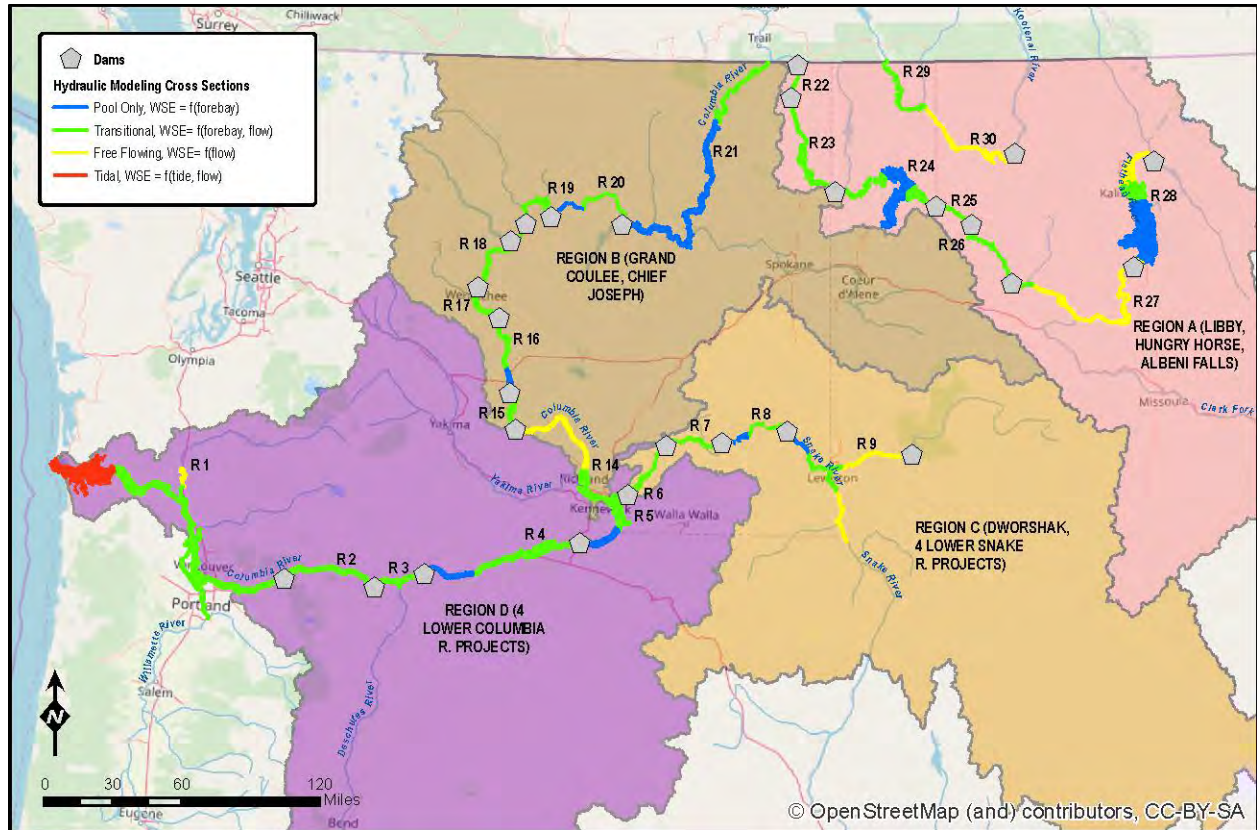 Surrey
Chilliwack
Trail
Kootenai River
Dams
Hydraulic Modeling Cross Sections
Pool Only, WSE = f(forebay)
Transitional, WSE= f(forebay, flow)
Free Flowing, WSE= f(flow)
Tidal, WSE = f(tide, flow)
Columbia River
R 22
R 29
R 30
R 23
R 21
R 24
R 19
R 20
R 25
R 28
R 18
R 26
REGION B (GRAND
COULEE, CHIEF
JOSEPH)
Spokane
Coeur
d'Alene
Seattle
Tacoma
R 17
R 27
Olympia
R 16
REGION A (LIBBY,
HUNGRY HORSE,
ALBENI FALLS)
Missoula
Clark Fork
R 15
Columbia River
Yakima
R 7
R 8
R 9
Snake River
R 1
R 14
Yakima River
R 6
R 5
Walla Walla
R 4
REGION C (DWORSHAK,
4 LOWER SNAKE
R. PROJECTS)
Snake River
Vancouver
Columbia River
R 2
R 3
Portland
REGION D (4
LOWER COLUMBIA
R. PROJECTS)
Willamette River
Deschutes River
Salem
N
0 30 60 120
Miles
Eugene
Bend
© OpenStreetMap (and) contributors, CC-BY-SA